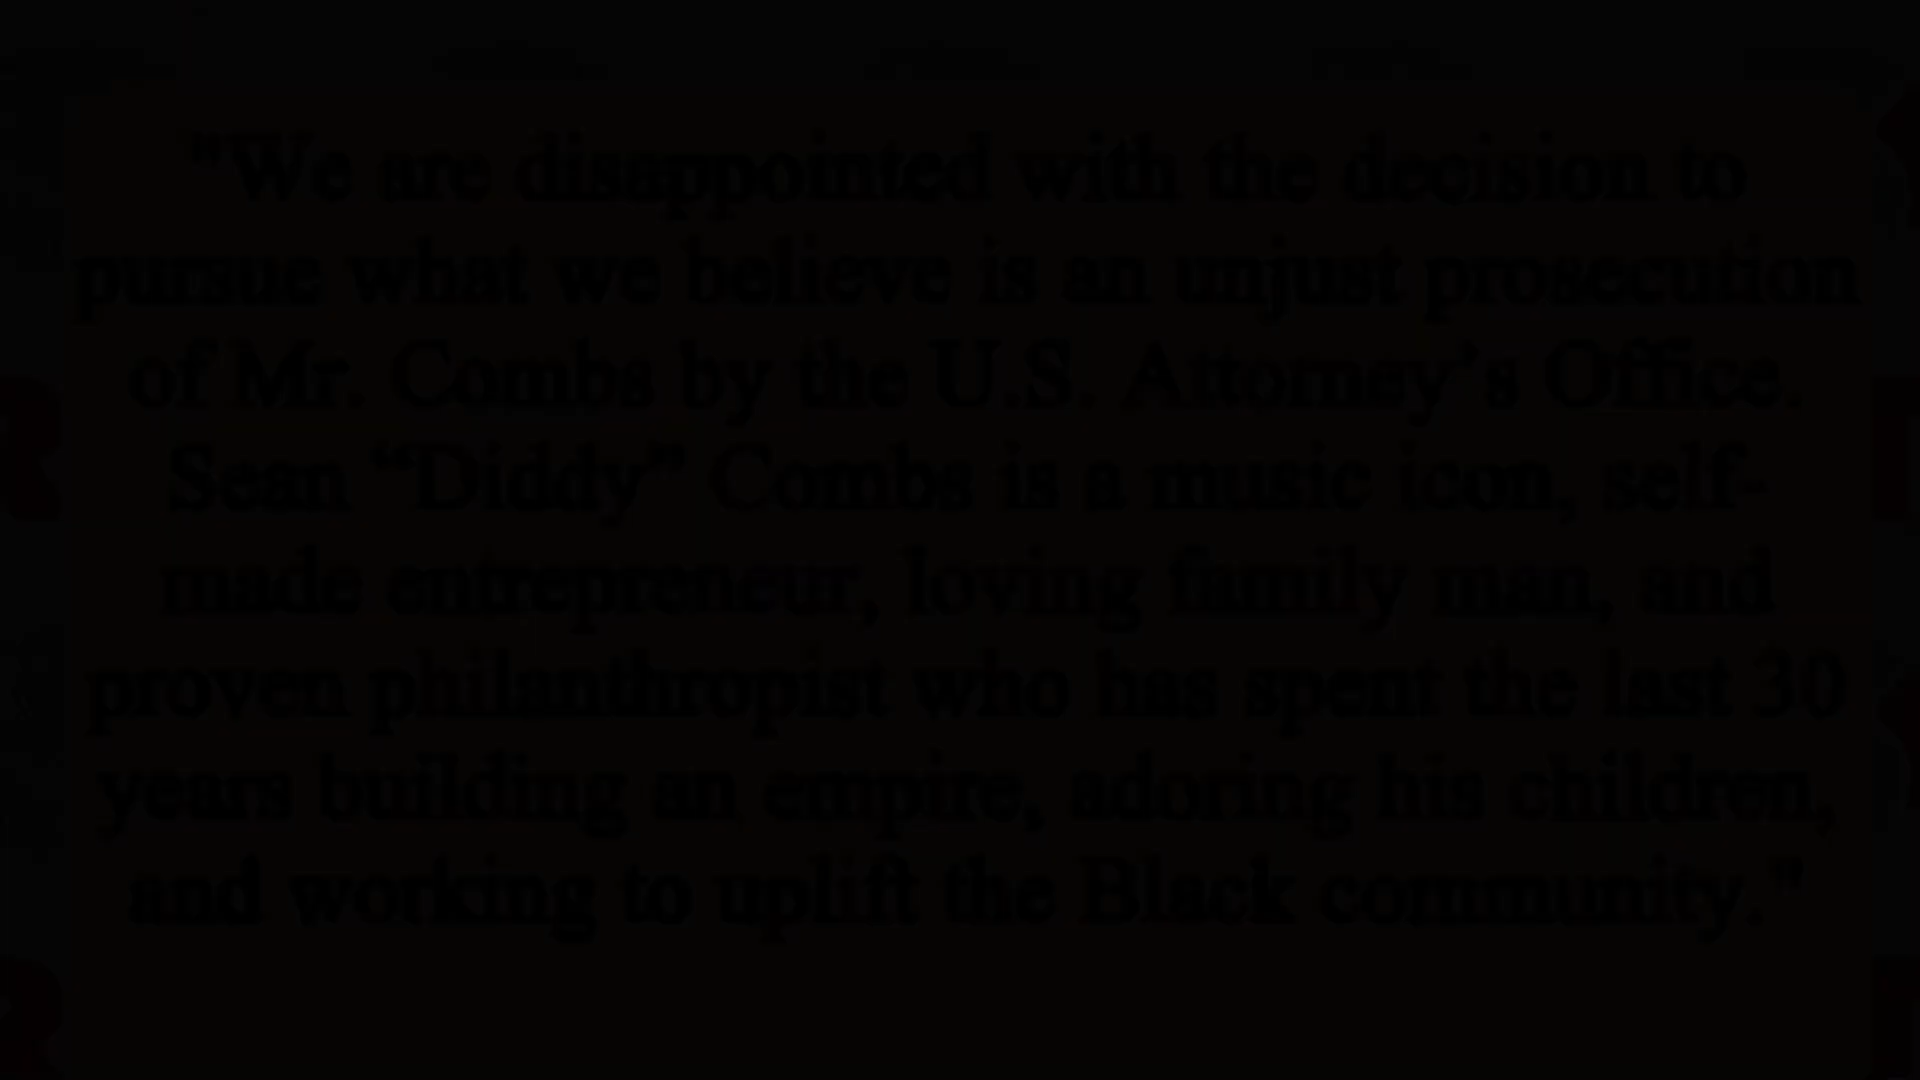 "We are disappointed with the decision to
pursue what we believe is an unjust prosecution
of Mr. Combs by the U.S. Attorney's Office.
Sean “Diddy” Combs is a music icon, self-
made entrepreneur, loving family man, and
proven philanthropist who has spent the last 30
years building an empire, adoring his children,
and working to uplift the Black community."